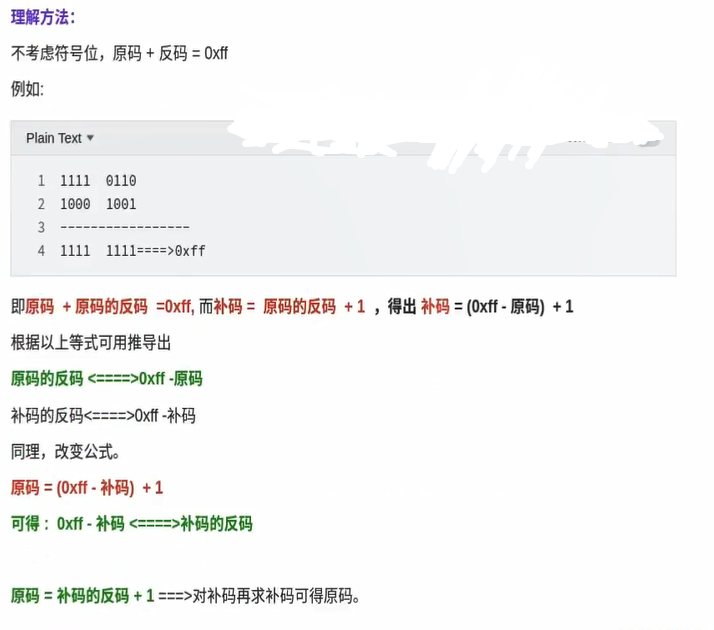 理解方法：
不考虑符号位，原码 + 反码 = 0xff
例如:
Plain Text ▼
1 1111 0110
2 1000 1001
3 -----------------
4 1111 1111====>0xff
即原码 + 原码的反码 =0xff, 而补码 = 原码的反码 + 1 ，得出 补码 = (0xff - 原码) + 1
根据以上等式可用推导出
原码的反码 <====>0xff -原码
补码的反码<====>0xff -补码
同理，改变公式。
原码 = (0xff - 补码) + 1
可得： 0xff - 补码 <====>补码的反码
原码 = 补码的反码 + 1 ===>对补码再求补码可得原码。